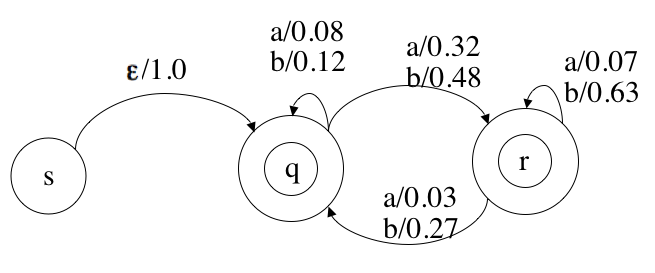 ε/1.0
a/0.08
b/0.12
a/0.32
b/0.48
a/0.07
b/0.63
s
q
r
a/0.03
b/0.27